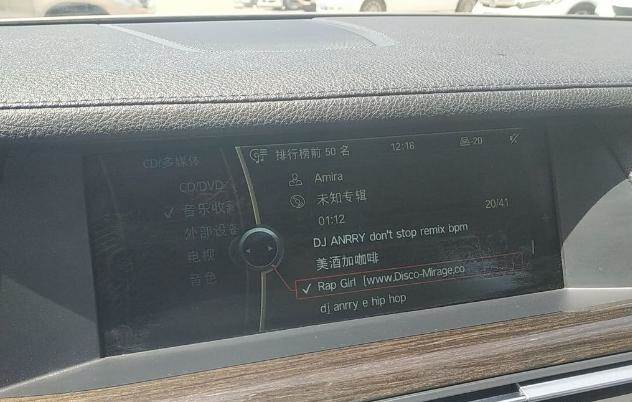 CD/多媒体
CD/DVD
✓ 音乐收
外部设备
电视
音色
排行榜前 50 名 12:16 -20
Amira
未知专辑
01:12 20/41
DJ ANRRY don't stop remix bpm
美酒加咖啡
✓ Rap Girl [www.Disco-Mirage,co
dj anrry e hip hop